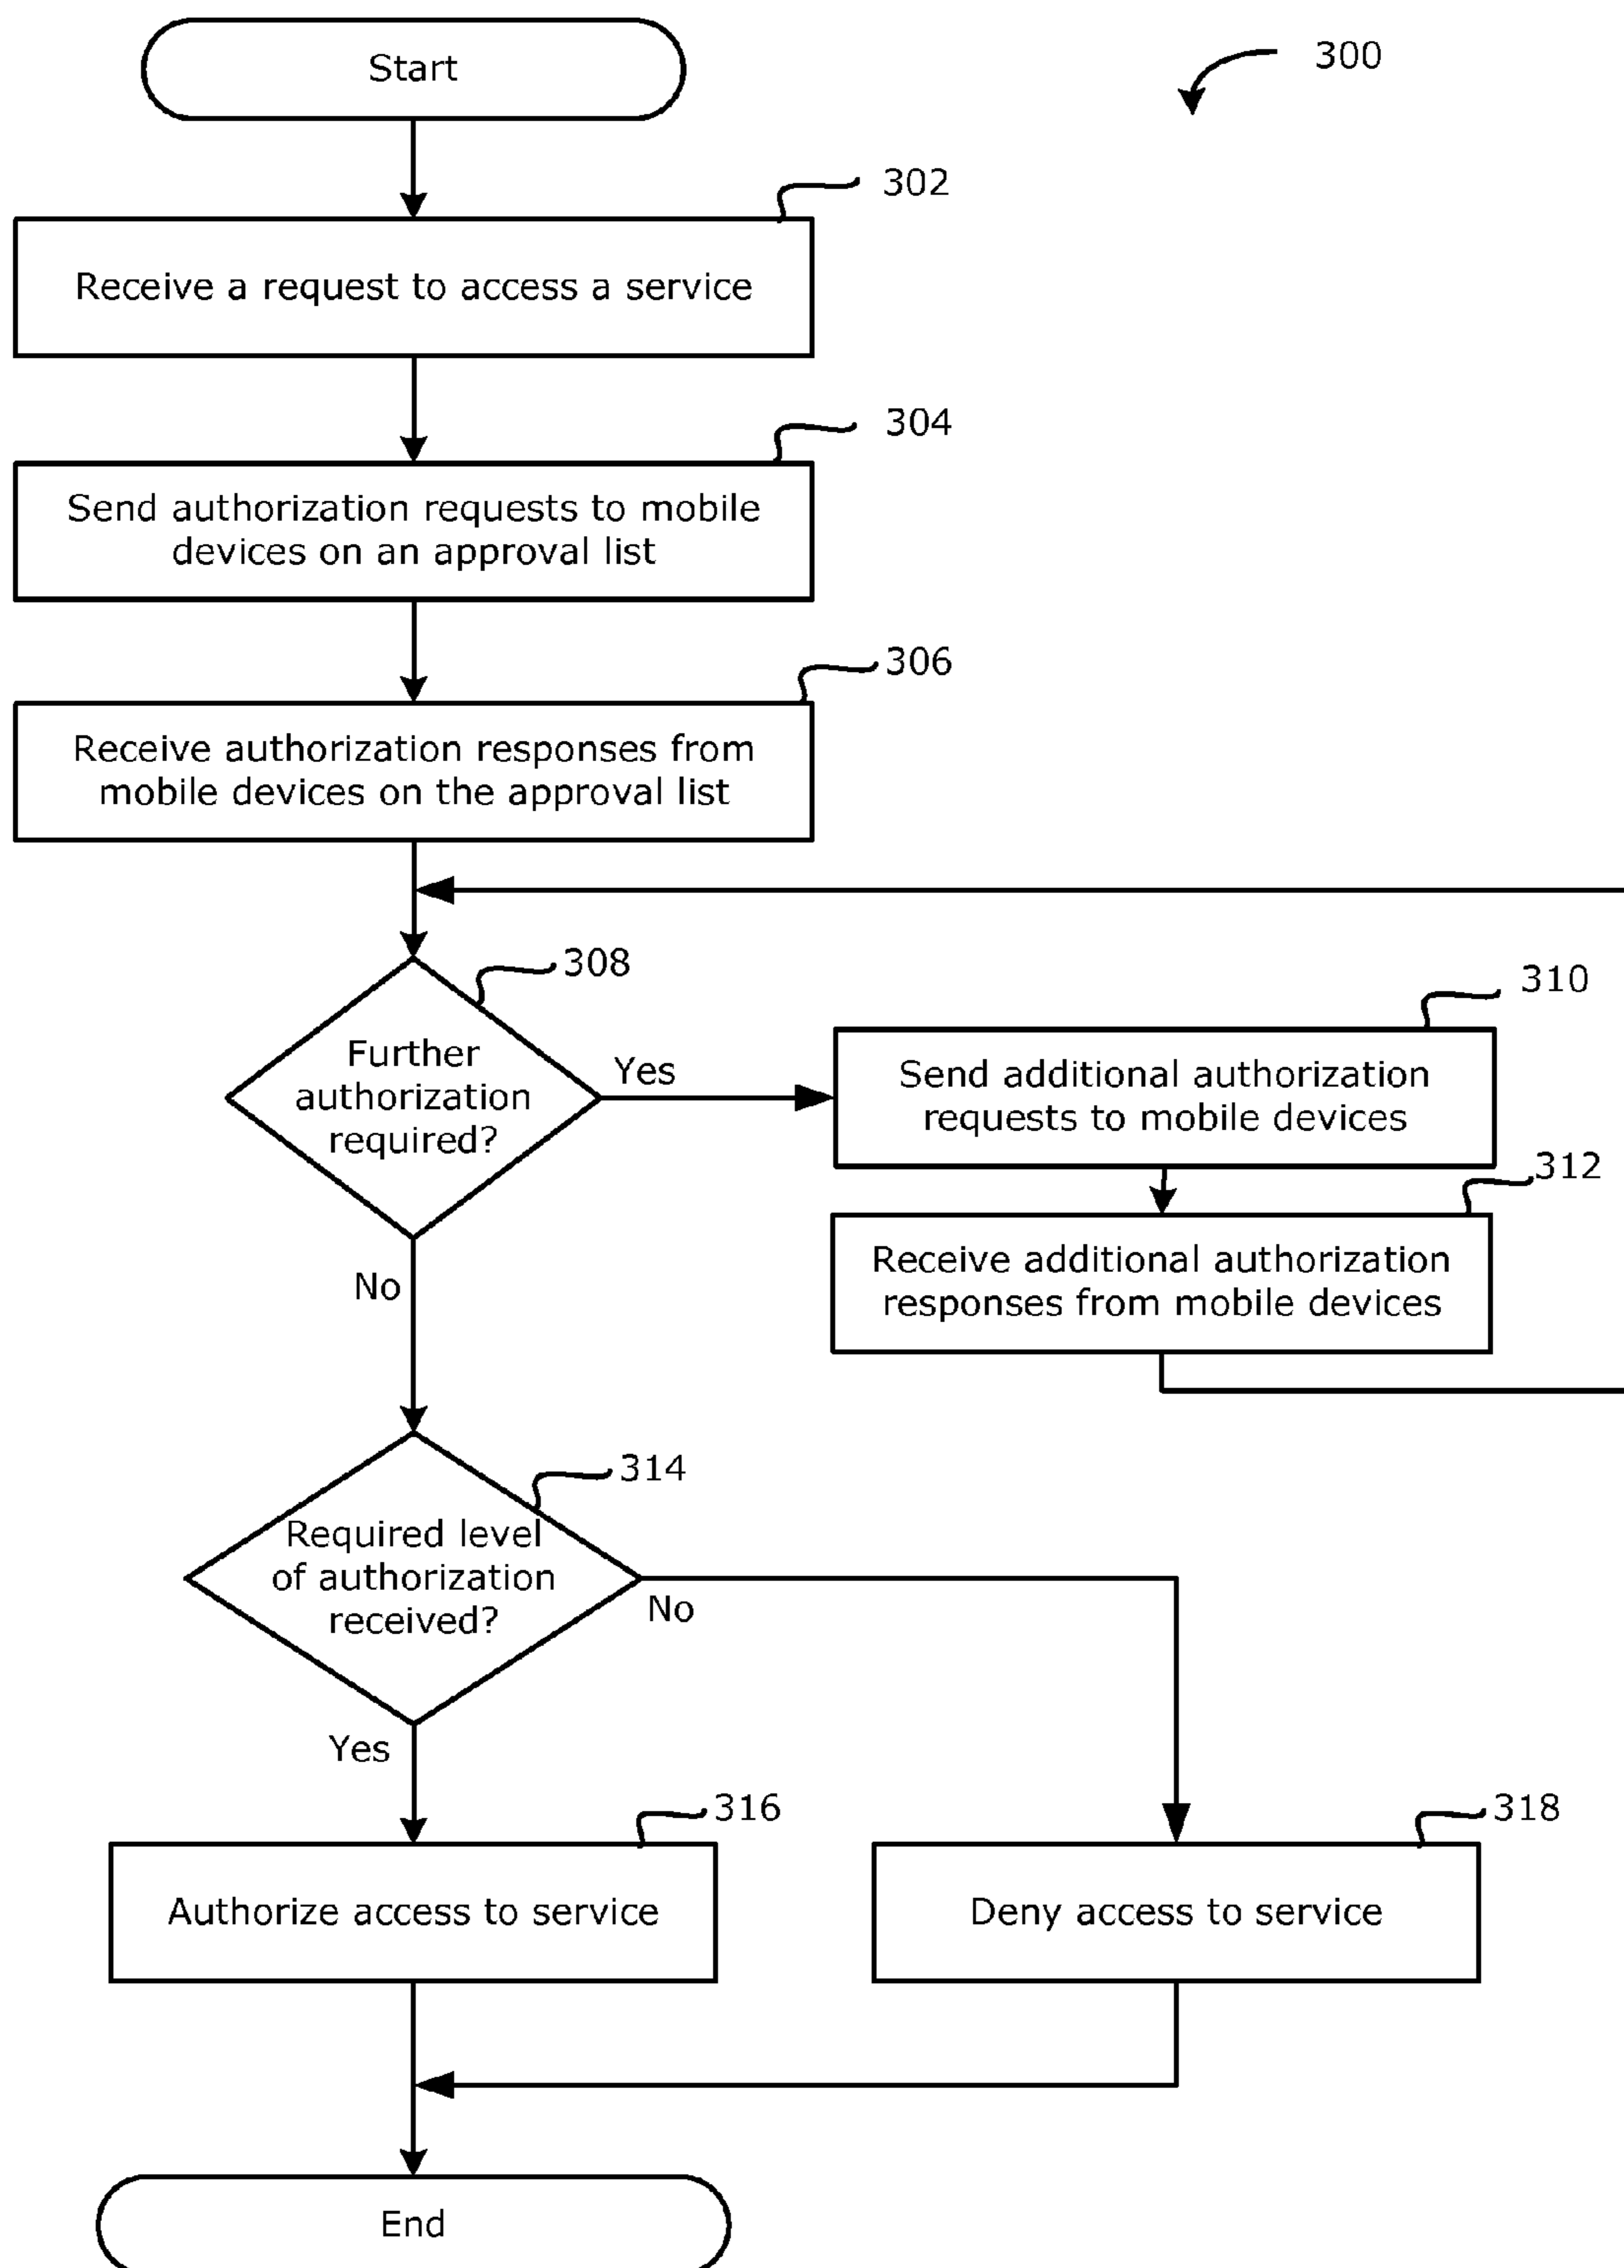 Start
300
302
Receive a request to access a service
304
Send authorization requests to mobile
devices on an approval list
306
Receive authorization responses from
mobile devices on the approval list
308
Further
authorization
required?
Yes
310
Send additional authorization
requests to mobile devices
312
Receive additional authorization
responses from mobile devices
No
314
Required level
of authorization
received?
No
Yes
316
Authorize access to service
318
Deny access to service
End